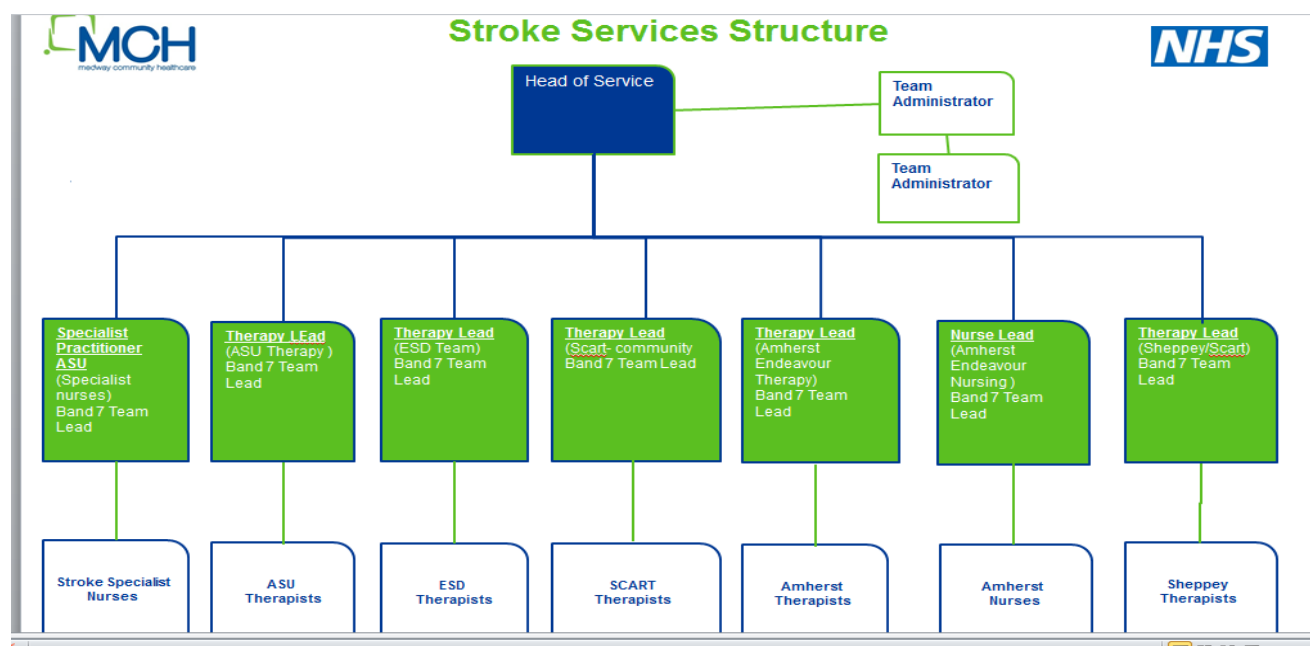 MCH
medway community healthcare
Stroke Services Structure
NHS
Head of Service
Team
Administrator
Team
Administrator
Specialist
Practitioner
ASU
(Specialist
nurses)
Band 7 Team
Lead
Therapy LEad
(ASU Therapy )
Band 7 Team
Lead
Therapy Lead
(ESD Team)
Band 7 Team
Lead
Therapy Lead
(Scart- community
Band 7 Team Lead
Therapy Lead
(Amherst
Endeavour
Therapy)
Band 7 Team
Lead
Nurse Lead
(Amherst
Endeavour
Nursing )
Band 7 Team
Lead
Therapy Lead
(Sheppey/Scart)
Band 7 Team
Lead
Stroke Specialist
Nurses
ASU
Therapists
ESD
Therapists
SCART
Therapists
Amherst
Therapists
Amherst
Nurses
Sheppey
Therapists